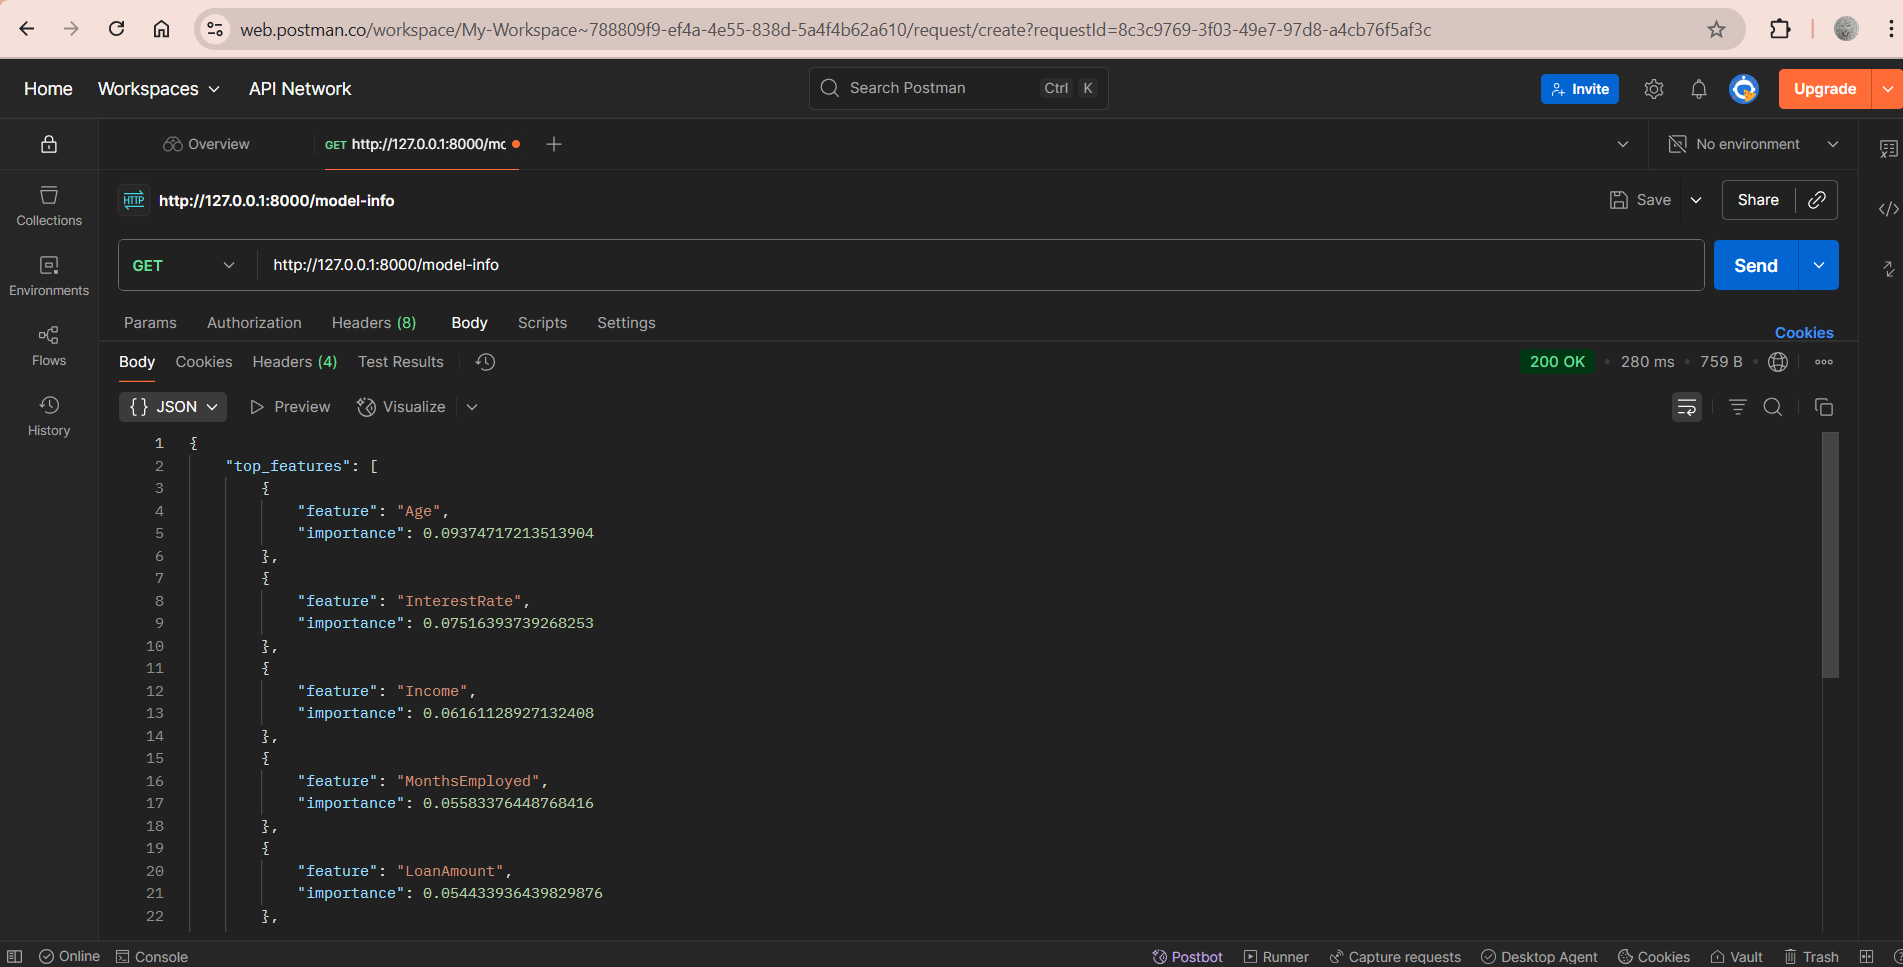 web.postman.co/workspace/My-Workspace~788809f9-ef4a-4e55-838d-5a4f4b62a610/request/create?requestId=8c3c9769-3f03-49e7-97d8-a4cb76f5af3c
Home Workspaces API Network Search Postman Ctrl K Invite Upgrade
Overview GET http://127.0.0.1:8000/mc No environment
HTTP http://127.0.0.1:8000/model-info Save Share
Collections
GET http://127.0.0.1:8000/model-info Send
Environments
Params Authorization Headers (8) Body Scripts Settings Cookies
Flows
Body Cookies Headers (4) Test Results 200 OK 280 ms 759 B
{ } JSON Preview Visualize
History
1 {
2 "top_features": [
3 {
4 "feature": "Age",
5 "importance": 0.09374717213513904
6 },
7 {
8 "feature": "InterestRate",
9 "importance": 0.07516393739268253
10 },
11 {
12 "feature": "Income",
13 "importance": 0.06161128927132408
14 },
15 {
16 "feature": "MonthsEmployed",
17 "importance": 0.05583376448768416
18 },
19 {
20 "feature": "LoanAmount",
21 "importance": 0.054433936439829876
22 },
Online Console Postbot Runner Capture requests Desktop Agent Cookies Vault Trash